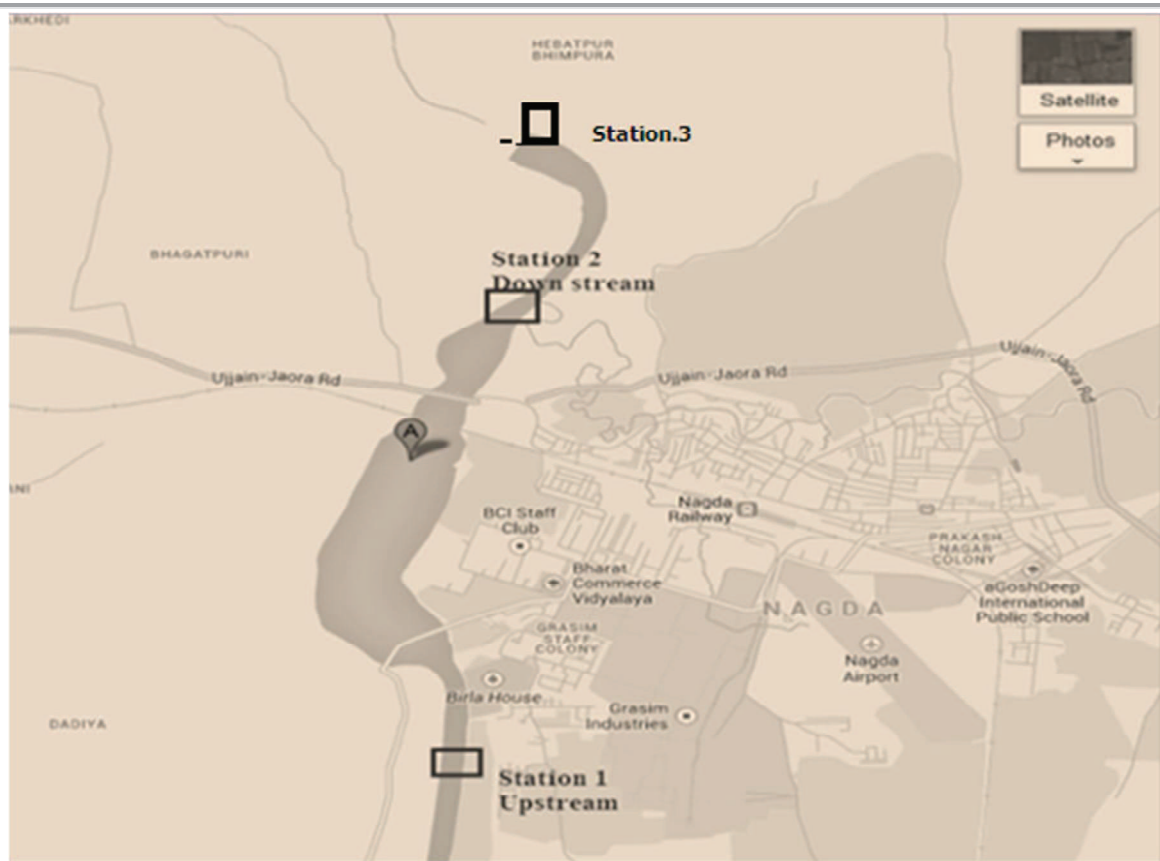 ARKHEDI
HEBATPUR
BHIMPURA
Satellite
Photos
Station.3
BHAGATPURI
Station 2
Down stream
Ujjain-Jaora Rd
Ujjain-Jaora Rd
Ujjain-Jaora Rd
A
NI
BCI Staff
Club
Nagda
Railway
PRAKASH
NAGAR
COLONY
Bharat
Commerce
Vidyalaya
aGoshDeep
International
Public School
NAGDA
GRASIM
STAFF
COLONY
Nagda
Airport
Birla House
Grasim
Industries
DADIYA
Station 1
Upstream